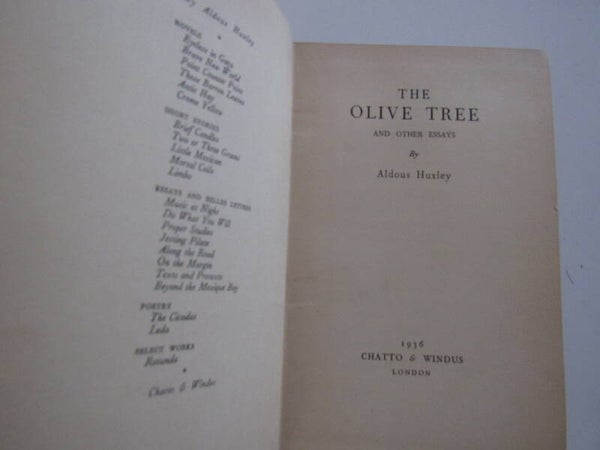 By Aldous Huxley
*
NOVELS
Eyeless in Gaza
Brave New World
Point Counter Point
Those Barren Leaves
Antic Hay
Crome Yellow
SHORT STORIES
Brief Candles
Two or Three Graces
Little Mexican
Mortal Coils
Limbo
ESSAYS AND BELLES LETTRES
Music at Night
Do What You Will
Proper Studies
Jesting Pilate
Along the Road
On the Margin
Texts and Pretexts
Beyond the Mexique Bay
POETRY
The Cicadas
Leda
SELECT WORKS
Rotunda
*
Chatto & Windus
THE
OLIVE TREE
AND OTHER ESSAYS
By
Aldous Huxley
1936
CHATTO & WINDUS
LONDON